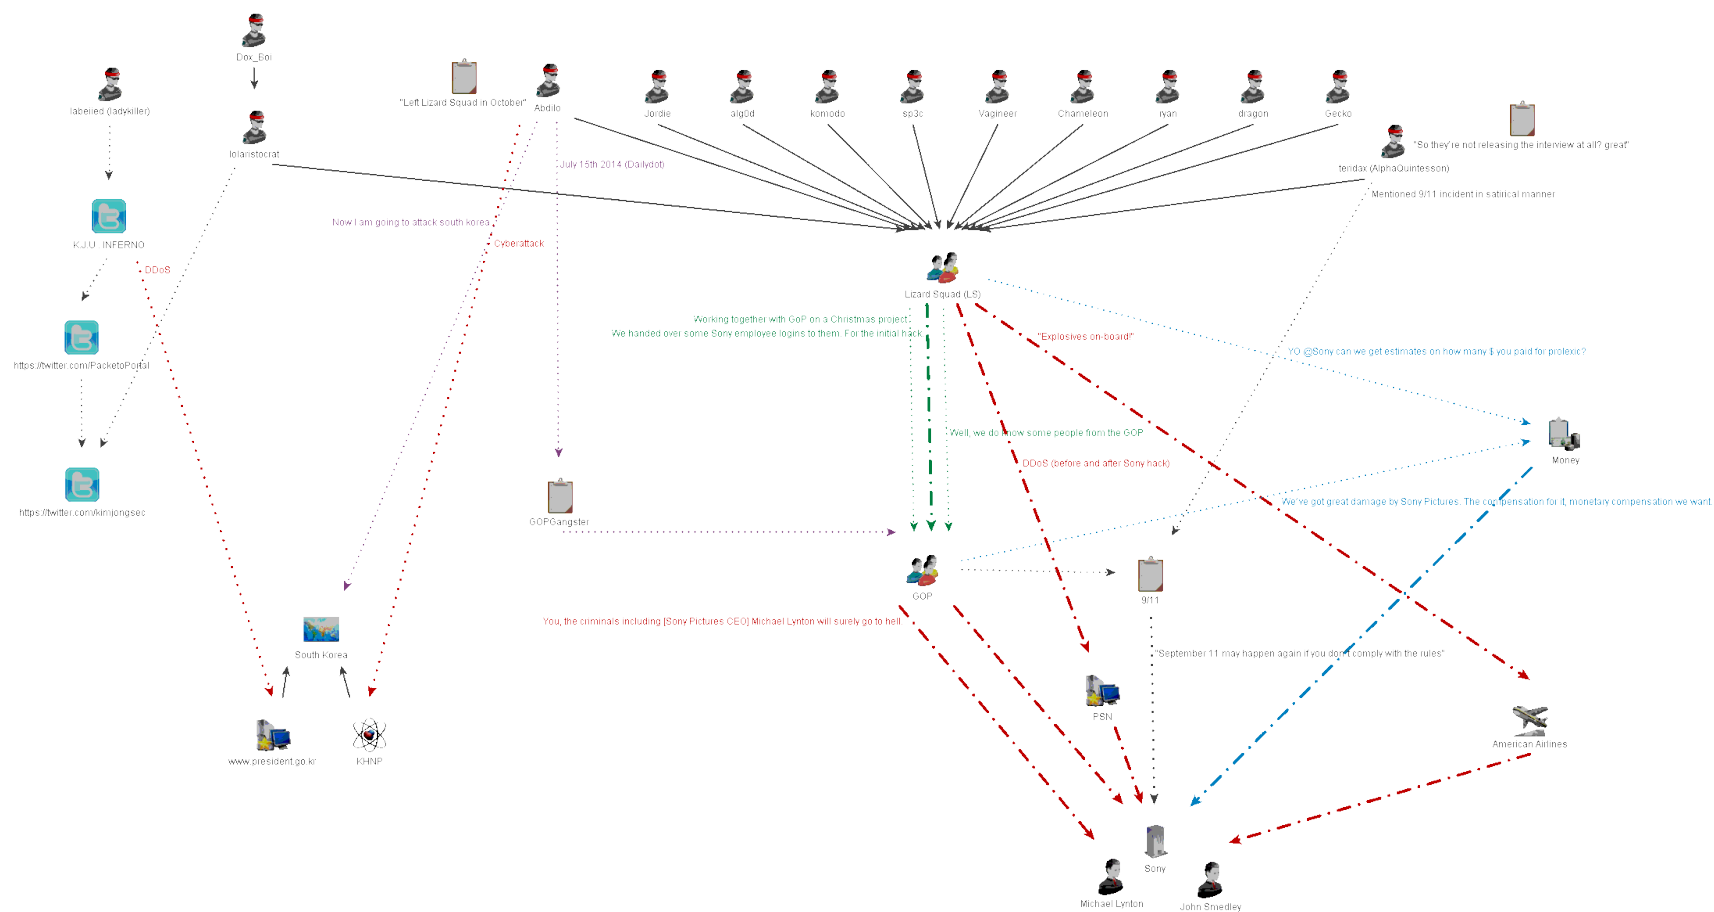 Dox_Boi
labelled (ladykiller)
"Left Lizard Squad in October"
Abdilo
Jordie
alg0d
komodo
sp3c
Vagineer
Chameleon
ryan
dragon
Gecko
lolaristocrat
"So they're not releasing the interview at all? great"
tendax (AlphaQuintesson)
July 15th 2014 (Dailydot)
Mentioned 9/11 incident in satirical manner
Now I am going to attack south korea
K.J.U. INFERNO
Cyberattack
DDoS
Lizard Squad (LS)
Working together with GoP on a Christmas project
We handed over some Sony employee logins to them. For the initial hack
"Explosives on-board!"
YO @Sony can we get estimates on how many $ you paid for prolexic?
https://twitter.com/PacketoPortal
Well, we do know some people from the GOP
DDoS (before and after Sony hack)
Money
https://twitter.com/kimjongsec
GOPGangster
We've got great damage by Sony Pictures. The compensation for it, monetary compensation we want.
GOP
9/11
You, the criminals including [Sony Pictures CEO] Michael Lynton will surely go to hell.
South Korea
"September 11 may happen again if you don't comply with the rules"
PSN
American Airlines
www.president.go.kr
KHNP
Sony
Michael Lynton
John Smedley